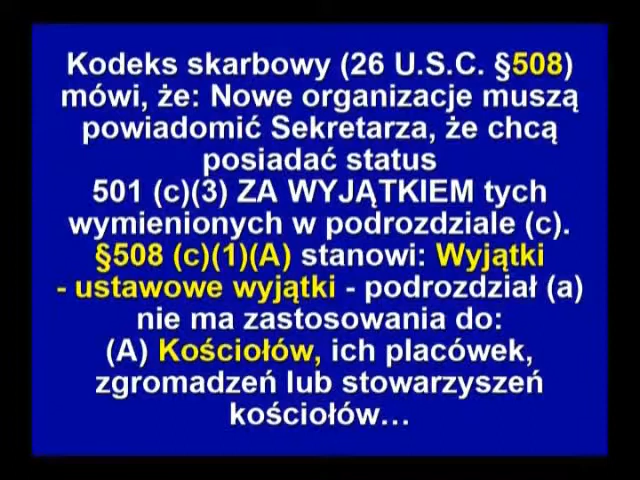 Kodeks skarbowy (26 U.S.C. §508)
mówi, że: Nowe organizacje muszą
powiadomić Sekretarza, że chcą
posiadać status
501 (c)(3) ZA WYJĄTKIEM tych
wymienionych w podrozdziale (c).
§508 (c)(1)(A) stanowi: Wyjątki
- ustawowe wyjątki - podrozdział (a)
nie ma zastosowania do:
(A) Kościołów, ich placówek,
zgromadzeń lub stowarzyszeń
kościołów...